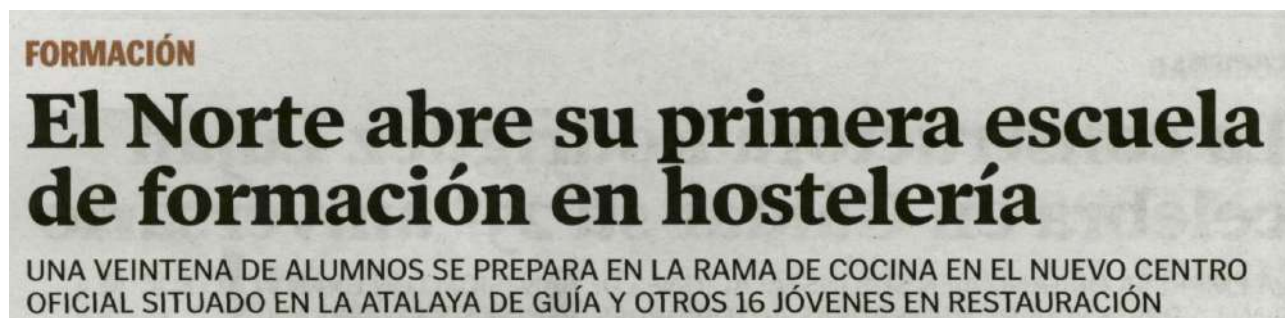 FORMACIÓN
El Norte abre su primera escuela
de formación en hostelería
UNA VEINTENA DE ALUMNOS SE PREPARA EN LA RAMA DE COCINA EN EL NUEVO CENTRO
OFICIAL SITUADO EN LA ATALAYA DE GUÍA Y OTROS 16 JÓVENES EN RESTAURACIÓN